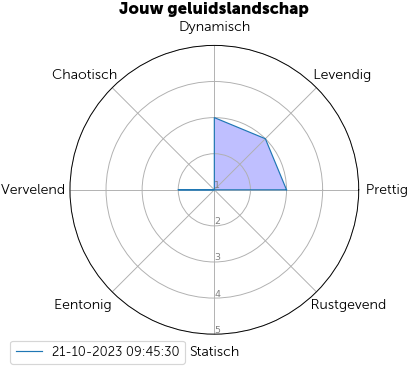 Jouw geluidslandschap
Dynamisch
Chaotisch
Levendig
Vervelend
1
Prettig
2
3
4
Eentonig
Rustgevend
5
21-10-2023 09:45:30
Statisch